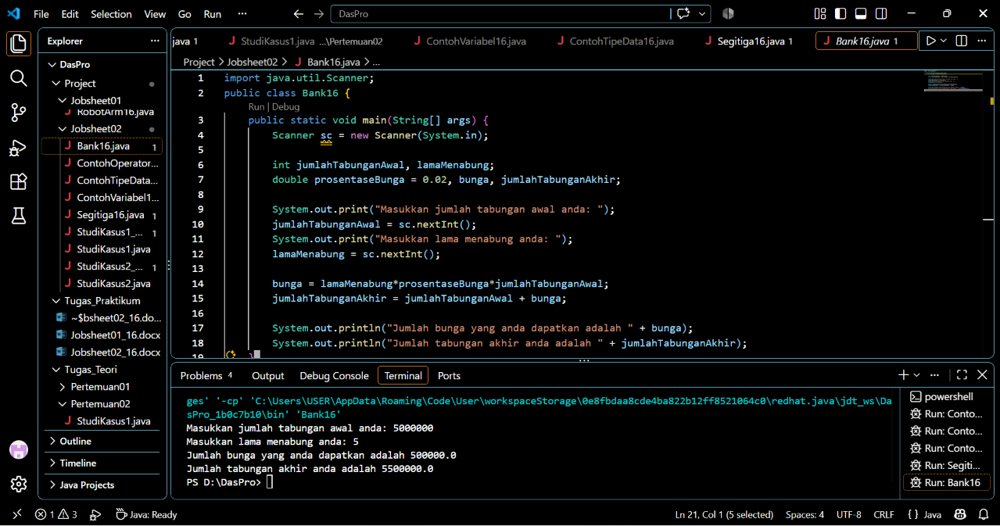 File Edit Selection View Go Run ··· DasPro
Explorer ···
DasPro
Project
Jobsheet01
RobotArm16.java
Jobsheet02
Bank16.java 1
ContohOperator...
ContohTipeData...
ContohVariabel1...
Segitiga16.java 1
StudiKasus1_... 1
StudiKasus1.java
StudiKasus2_... 1
StudiKasus2.java
Tugas_Praktikum
~$bsheet02_16.do...
Jobsheet01_16.docx
Jobsheet02_16.docx
Tugas_Teori
Pertemuan01
Pertemuan02
StudiKasus1.java
Outline
Timeline
Java Projects
java 1 StudiKasus1.java ...\Pertemuan02 ContohVariabel16.java ContohTipeData16.java Segitiga16.java 1 Bank16.java 1 ···
Project > Jobsheet02 > Bank16.java > ...
1 import java.util.Scanner;
2 public class Bank16 {
Run | Debug
3 public static void main(String[] args) {
4 Scanner sc = new Scanner(System.in);
5
6 int jumlahTabunganAwal, lamaMenabung;
7 double prosentaseBunga = 0.02, bunga, jumlahTabunganAkhir;
8
9 System.out.print("Masukkan jumlah tabungan awal anda: ");
10 jumlahTabunganAwal = sc.nextInt();
11 System.out.print("Masukkan lama menabung anda: ");
12 lamaMenabung = sc.nextInt();
13
14 bunga = lamaMenabung*prosentaseBunga*jumlahTabunganAwal;
15 jumlahTabunganAkhir = jumlahTabunganAwal + bunga;
16
17 System.out.println("Jumlah bunga yang anda dapatkan adalah " + bunga);
18 System.out.println("Jumlah tabungan akhir anda adalah " + jumlahTabunganAkhir);
19 }
Problems 4 Output Debug Console Terminal Ports
ges' '-cp' 'C:\Users\USER\AppData\Roaming\Code\User\workspaceStorage\0e8fbdaa8cde4ba822b12ff8521064c0\redhat.java\jdt_ws\Da
sPro_1b0c7b10\bin' 'Bank16'
Masukkan jumlah tabungan awal anda: 5000000
Masukkan lama menabung anda: 5
Jumlah bunga yang anda dapatkan adalah 500000.0
Jumlah tabungan akhir anda adalah 5500000.0
PS D:\DasPro>
powershell
Run: Conto...
Run: Conto...
Run: Conto...
Run: Segiti...
Run: Bank16
1 3 Java: Ready Ln 21, Col 1 (5 selected) Spaces: 4 UTF-8 CRLF { } Java